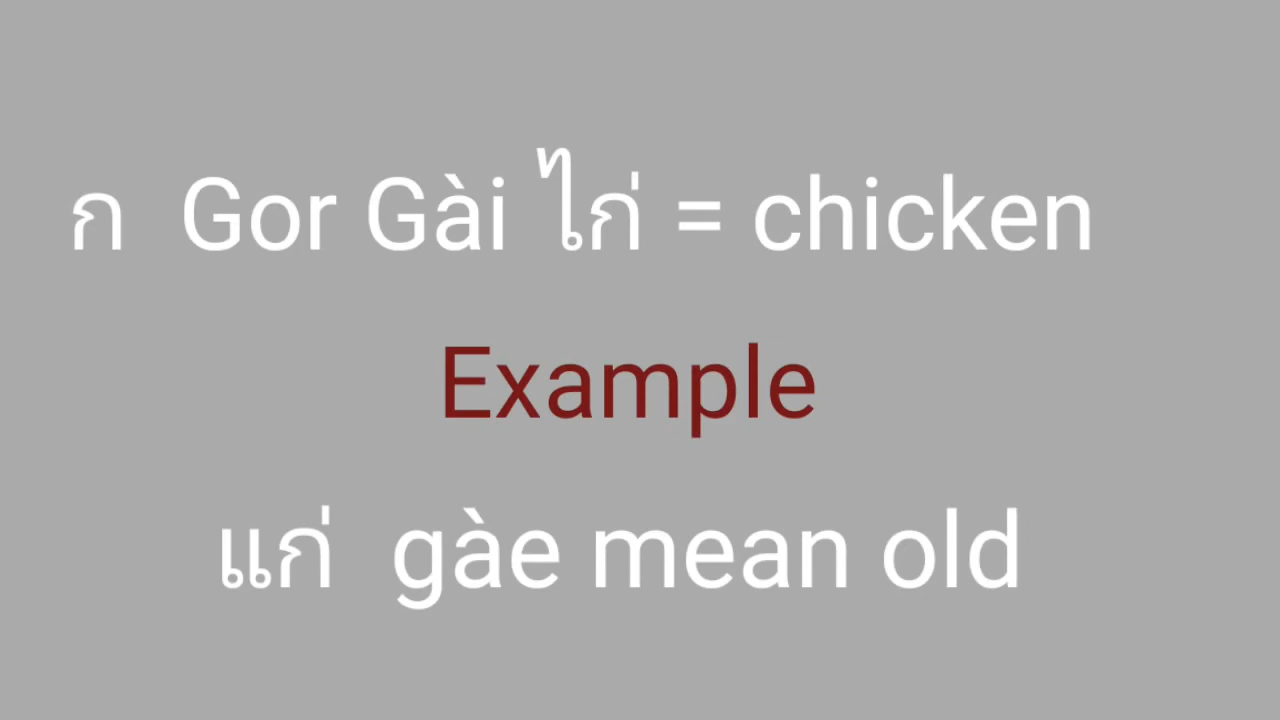 ก Gor Gài ไก่ = chicken
Example
แก่ gàe mean old